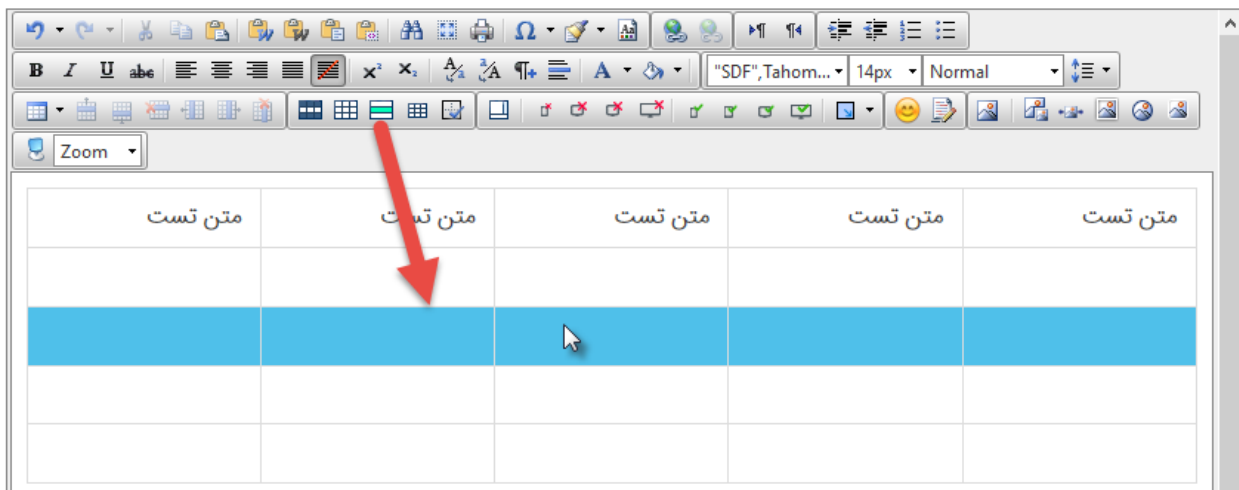 "SDF",Tahom... 14px Normal
Zoom
متن تست متن تست متن تست متن تست متن تست